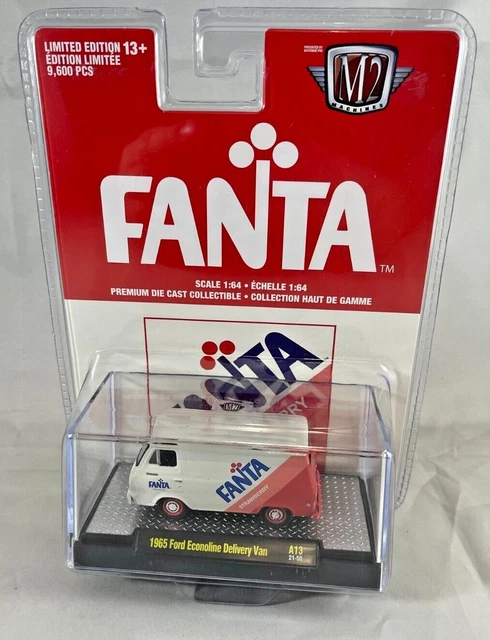 LIMITED EDITION 13+
ÉDITION LIMITÉE
9,600 PCS
M2
MACHINES
FANTA TM
SCALE 1:64 • ÉCHELLE 1:64
PREMIUM DIE CAST COLLECTIBLE • COLLECTION HAUT DE GAMME
FANTA
FANTA
STRAWBERRY
1965 Ford Econoline Delivery Van
A13